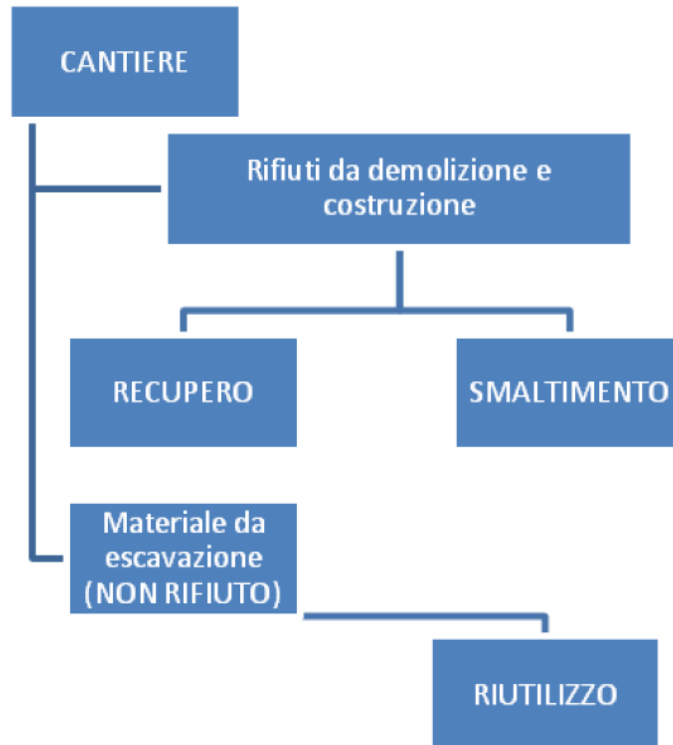 CANTIERE
Rifiuti da demolizione e
costruzione
RECUPERO
SMALTIMENTO
Materiale da
escavazione
(NON RIFIUTO)
RIUTILIZZO